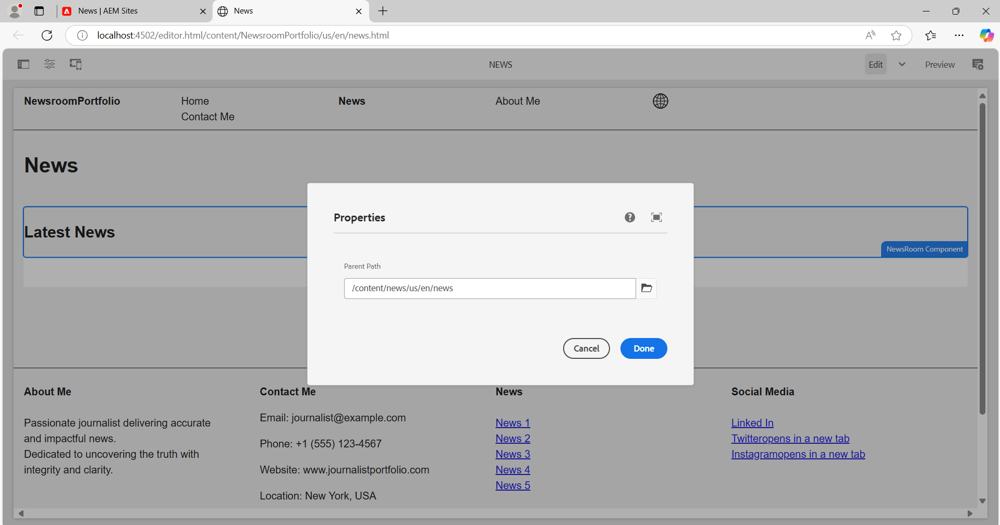 News | AEM Sites
News
localhost:4502/editor.html/content/NewsroomPortfolio/us/en/news.html
NEWS
Edit
Preview
NewsroomPortfolio
Home
News
About Me
Contact Me
News
Latest News
NewsRoom Component
Properties
Parent Path
/content/news/us/en/news
Cancel
Done
About Me
Passionate journalist delivering accurate
and impactful news.
Dedicated to uncovering the truth with
integrity and clarity.
Contact Me
Email: journalist@example.com
Phone: +1 (555) 123-4567
Website: www.journalistportfolio.com
Location: New York, USA
News
News 1
News 2
News 3
News 4
News 5
Social Media
Linked In
Twitteropens in a new tab
Instagramopens in a new tab